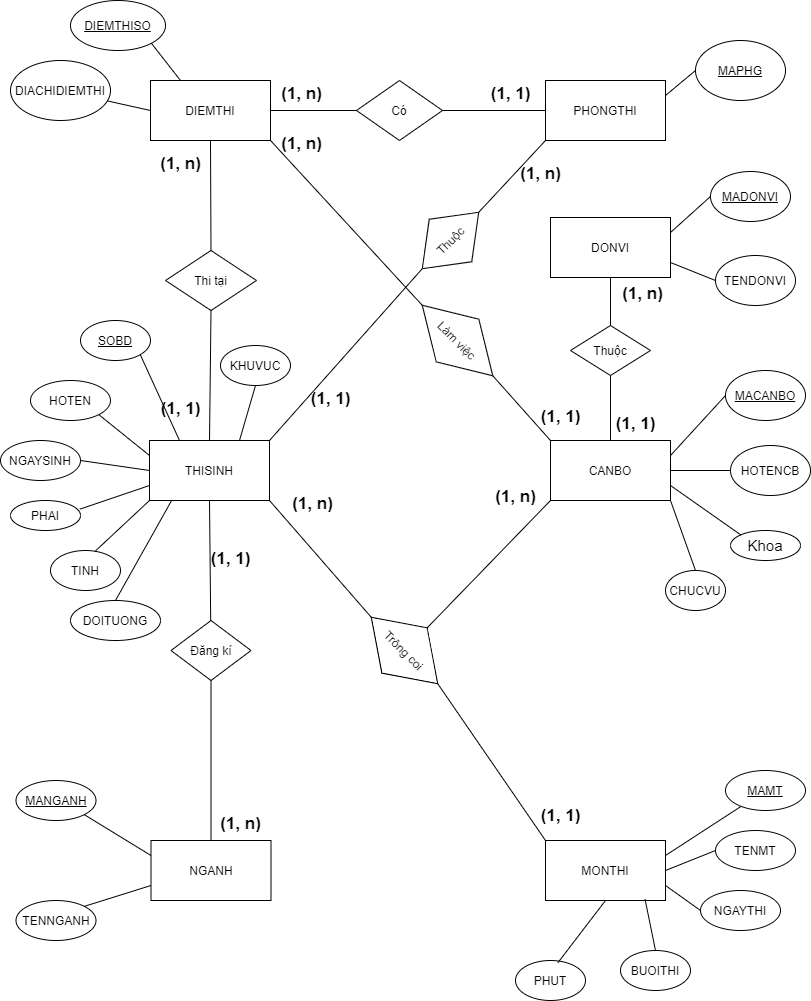 DIEMTHISO
DIACHIDIEMTHI
DIEMTHI
(1, n)
Có
(1, 1)
PHONGTHI
MAPHG
(1, n)
(1, n)
(1, n)
Thuộc
MADONVI
DONVI
TENDONVI
(1, n)
Thi tại
Làm việc
Thuộc
SOBD
KHUVUC
HOTEN
(1, 1)
(1, 1)
(1, 1)
(1, 1)
MACANBO
NGAYSINH
THISINH
CANBO
HOTENCB
PHAI
(1, n)
(1, n)
Khoa
TINH
(1, 1)
CHUCVU
DOITUONG
Đăng kí
Trông coi
MANGANH
(1, n)
(1, 1)
MAMT
NGANH
MONTHI
TENMT
TENNGANH
NGAYTHI
PHUT
BUOITHI